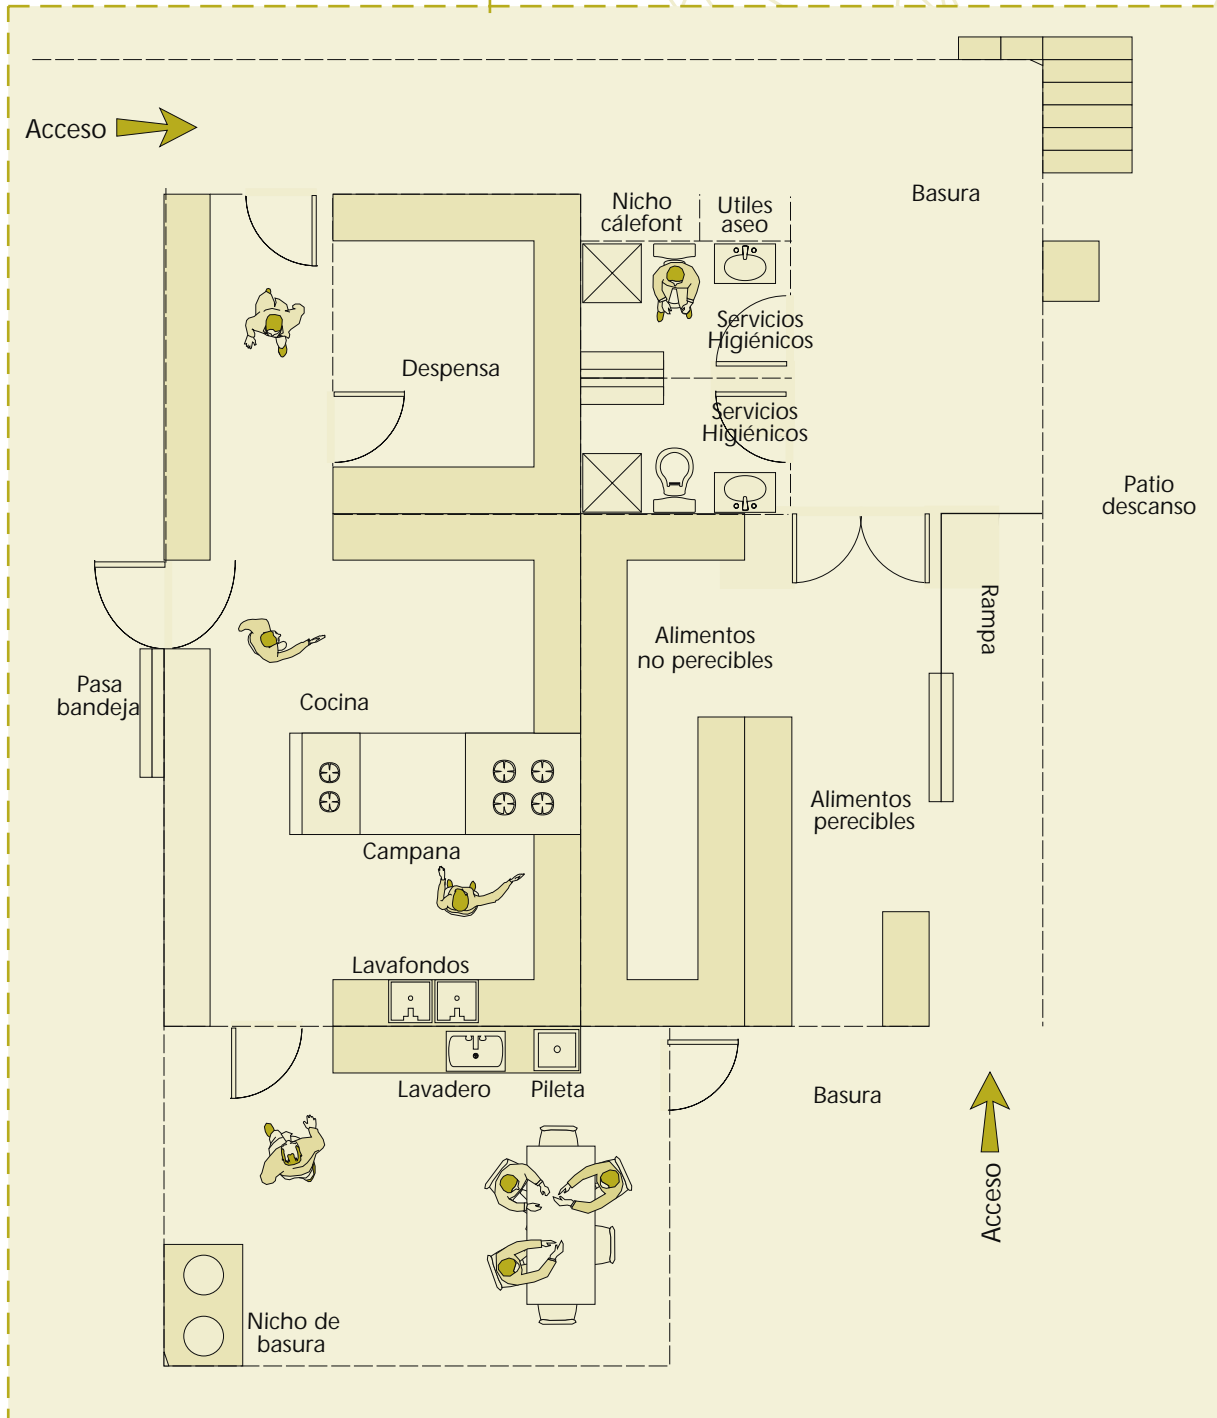 Acceso
Nicho
cálefont
Utiles
aseo
Basura
Servicios
Higiénicos
Despensa
Servicios
Higiénicos
Patio
descanso
Rampa
Alimentos
no perecibles
Pasa
bandeja
Cocina
Alimentos
perecibles
Campana
Lavafondos
Lavadero
Pileta
Basura
Acceso
Nicho de
basura